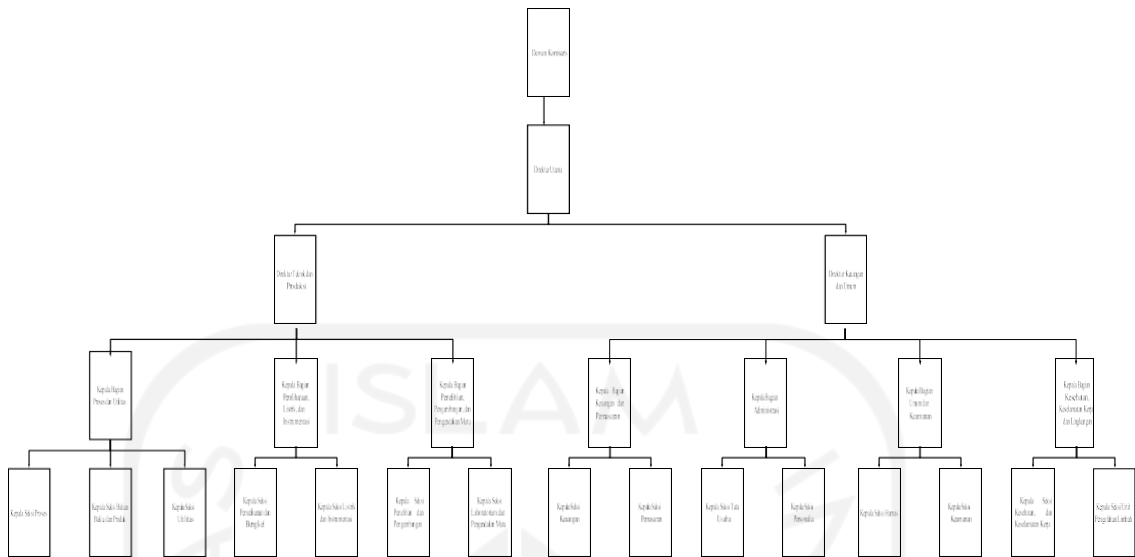 Dewan Komisaris
Direktur Utama
Direktur Teknik dan
Produksi
Direktur Keuangan
dan Umum
Kepala Bagian
Proses dan Utilitas
Kepala Bagian
Pemeliharaan,
Listrik, dan
Instrumentasi
Kepala Bagian
Penelitian,
Pengembangan, dan
Pengendalian Mutu
Kepala Bagian
Keuangan dan
Pemasaran
Kepala Bagian
Administrasi
Kepala Bagian
Umum dan
Keamanan
Kepala Bagian
Kesehatan,
Keselamatan Kerja
dan Lingkungan
Kepala Seksi Proses
Kepala Seksi Bahan
Baku dan Produk
Kepala Seksi
Utilitas
Kepala Seksi
Pemeliharaan dan
Bengkel
Kepala Seksi Listrik
dan Instrumentasi
Kepala Seksi
Penelitian dan
Pengembangan
Kepala Seksi
Laboratorium dan
Pengendalian Mutu
Kepala Seksi
Keuangan
Kepala Seksi
Pemasaran
Kepala Seksi Tata
Usaha
Kepala Seksi
Personalia
Kepala Seksi Humas
Kepala Seksi
Keamanan
Kepala Seksi
Kesehatan, dan
Keselamatan Kerja
Kepala Seksi Unit
Pengolahan Limbah
ISLAM